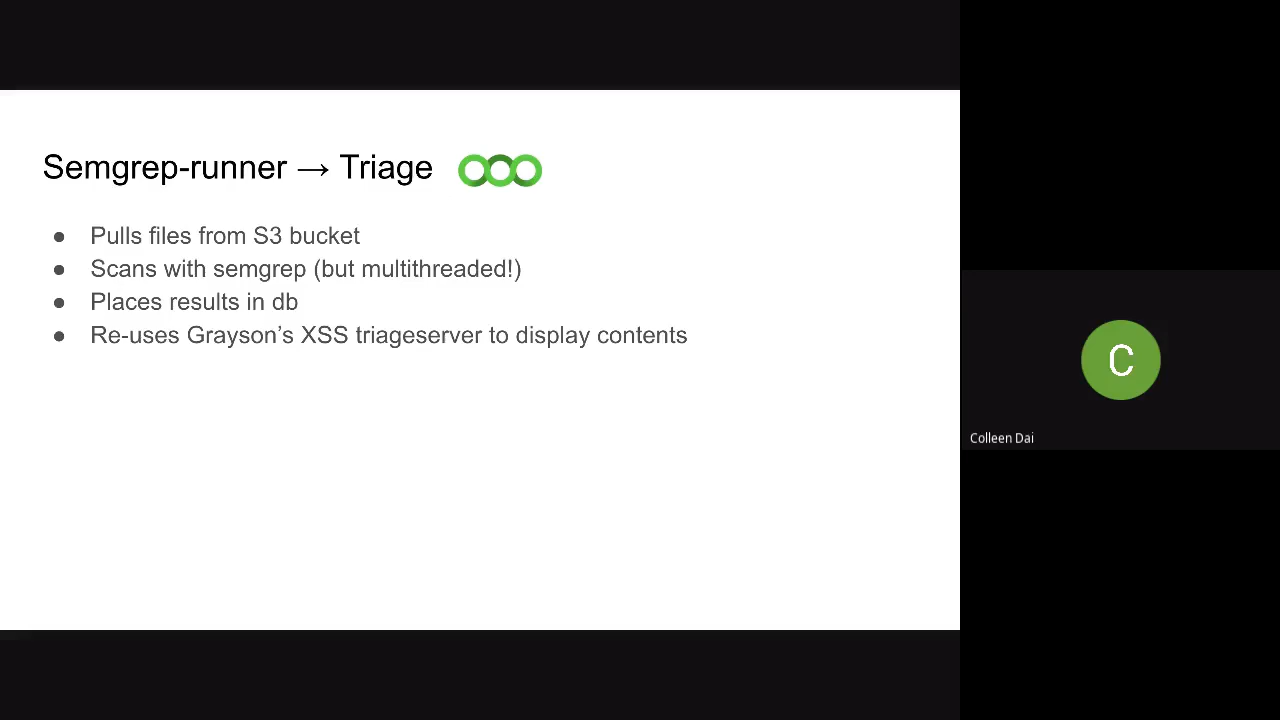 Semgrep-runner → Triage
● Pulls files from S3 bucket
● Scans with semgrep (but multithreaded!)
● Places results in db
● Re-uses Grayson’s XSS triageserver to display contents
C
Colleen Dai